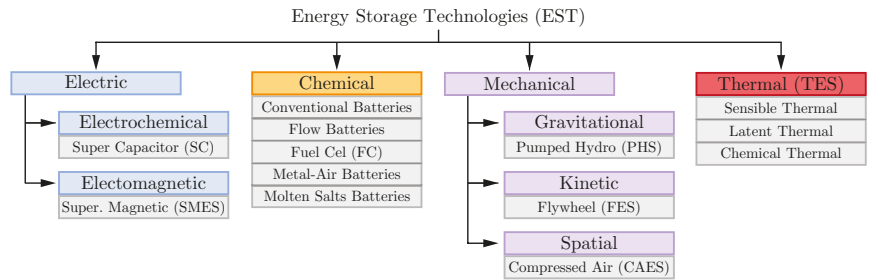 Energy Storage Technologies (EST)
Electric
Electrochemical
Super Capacitor (SC)
Electomagnetic
Super. Magnetic (SMES)
Chemical
Conventional Batteries
Flow Batteries
Fuel Cel (FC)
Metal-Air Batteries
Molten Salts Batteries
Mechanical
Gravitational
Pumped Hydro (PHS)
Kinetic
Flywheel (FES)
Spatial
Compressed Air (CAES)
Thermal (TES)
Sensible Thermal
Latent Thermal
Chemical Thermal